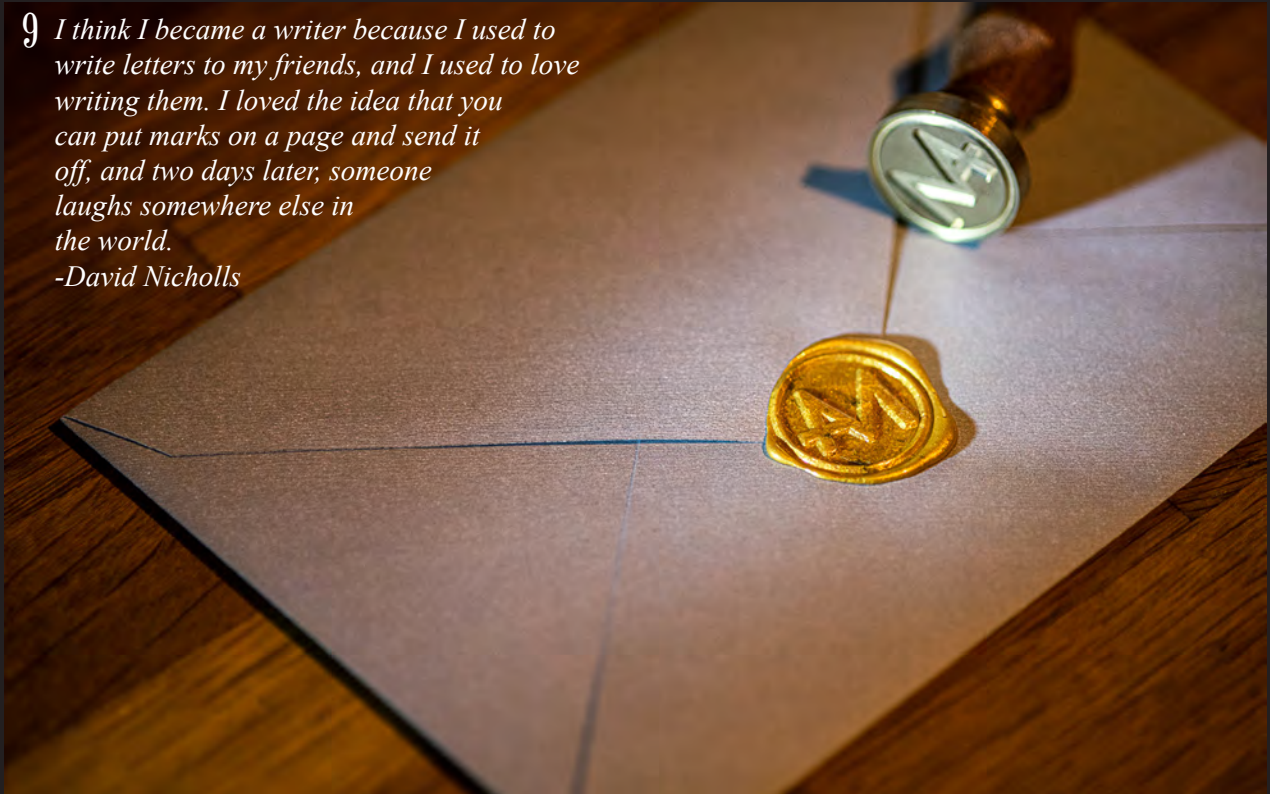 9 I think I became a writer because I used to
write letters to my friends, and I used to love
writing them. I loved the idea that you
can put marks on a page and send it
off, and two days later, someone
laughs somewhere else in
the world.
-David Nicholls